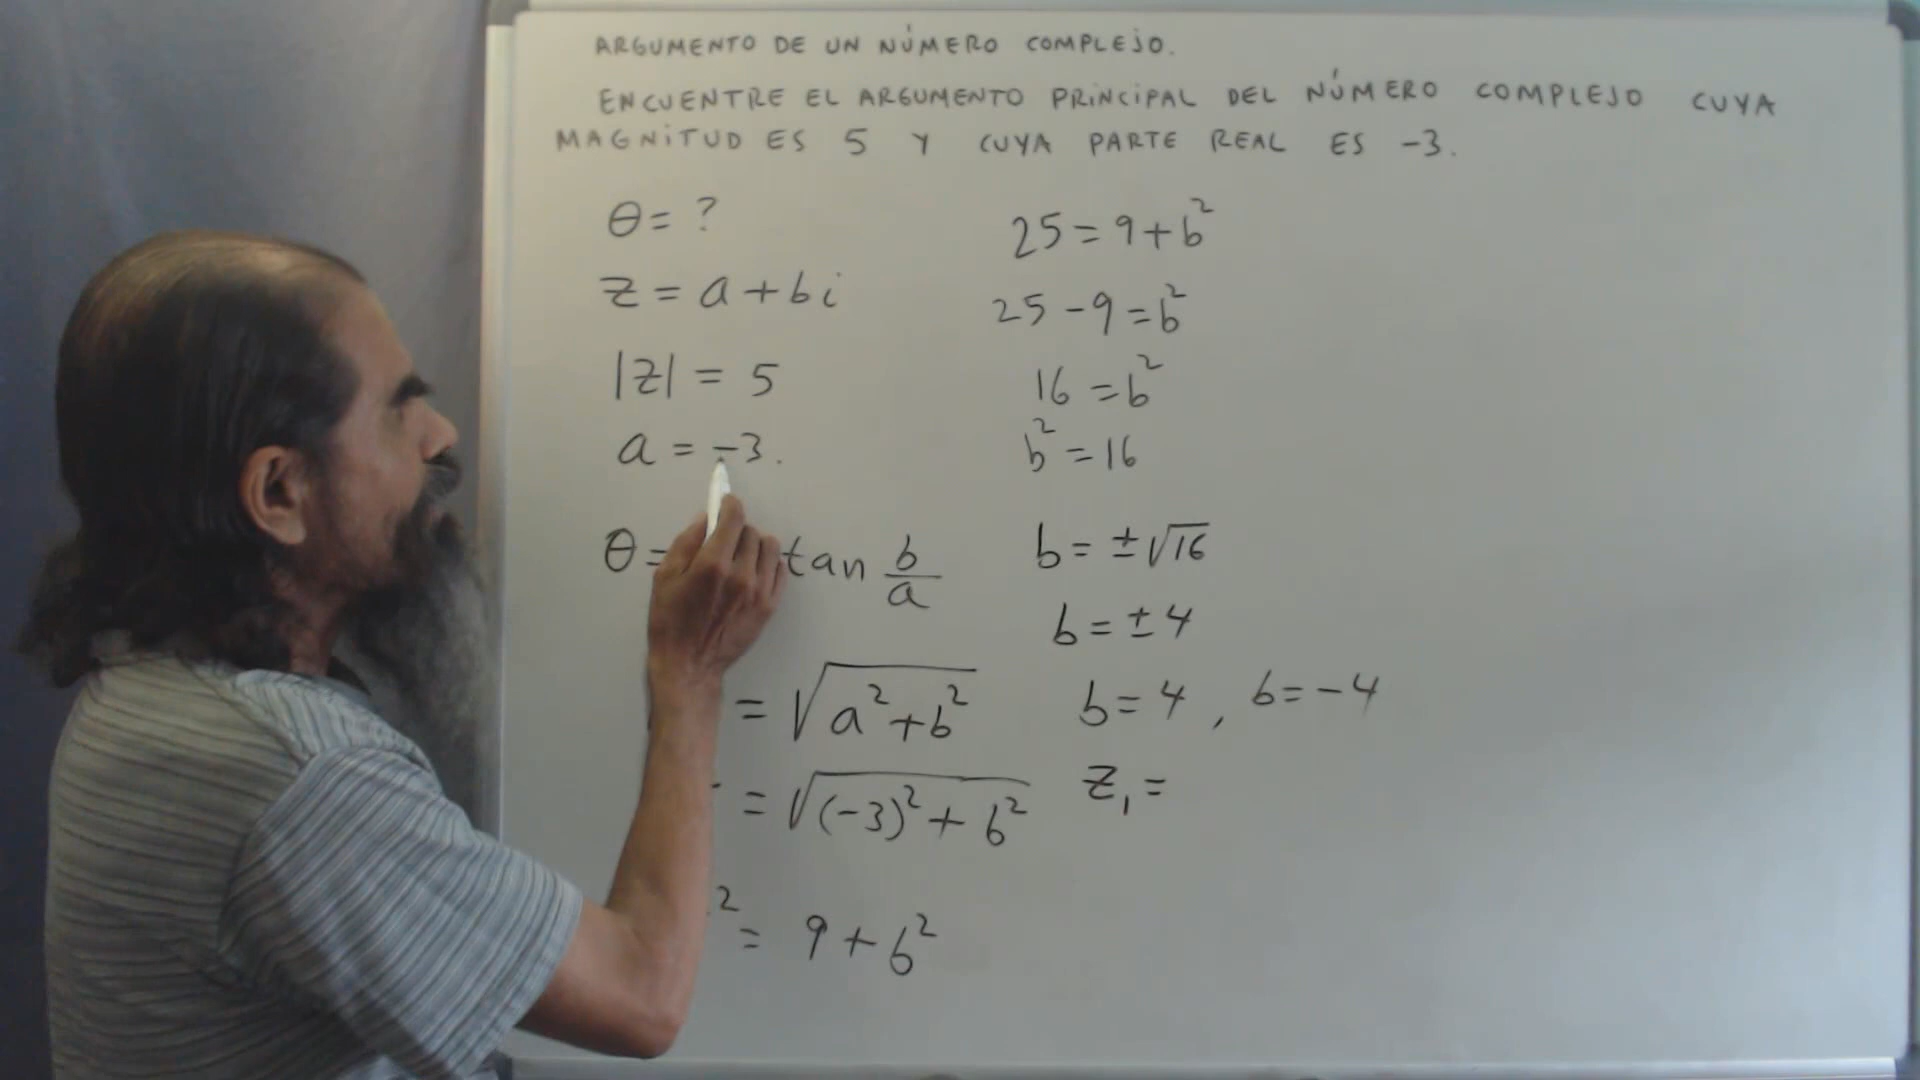 ARGUMENTO DE UN NÚMERO COMPLEJO.
ENCUENTRE EL ARGUMENTO PRINCIPAL DEL NÚMERO COMPLEJO CUYA
MAGNITUD ES 5 Y CUYA PARTE REAL ES -3.
θ = ?
z = a + bi
|z| = 5
a = -3.
θ = tan b/a
= √(a² + b²)
= √((-3)² + b²)
² = 9 + b²
25 = 9 + b²
25 - 9 = b²
16 = b²
b² = 16
b = ±√16
b = ± 4
b = 4 , b = -4
z₁ =